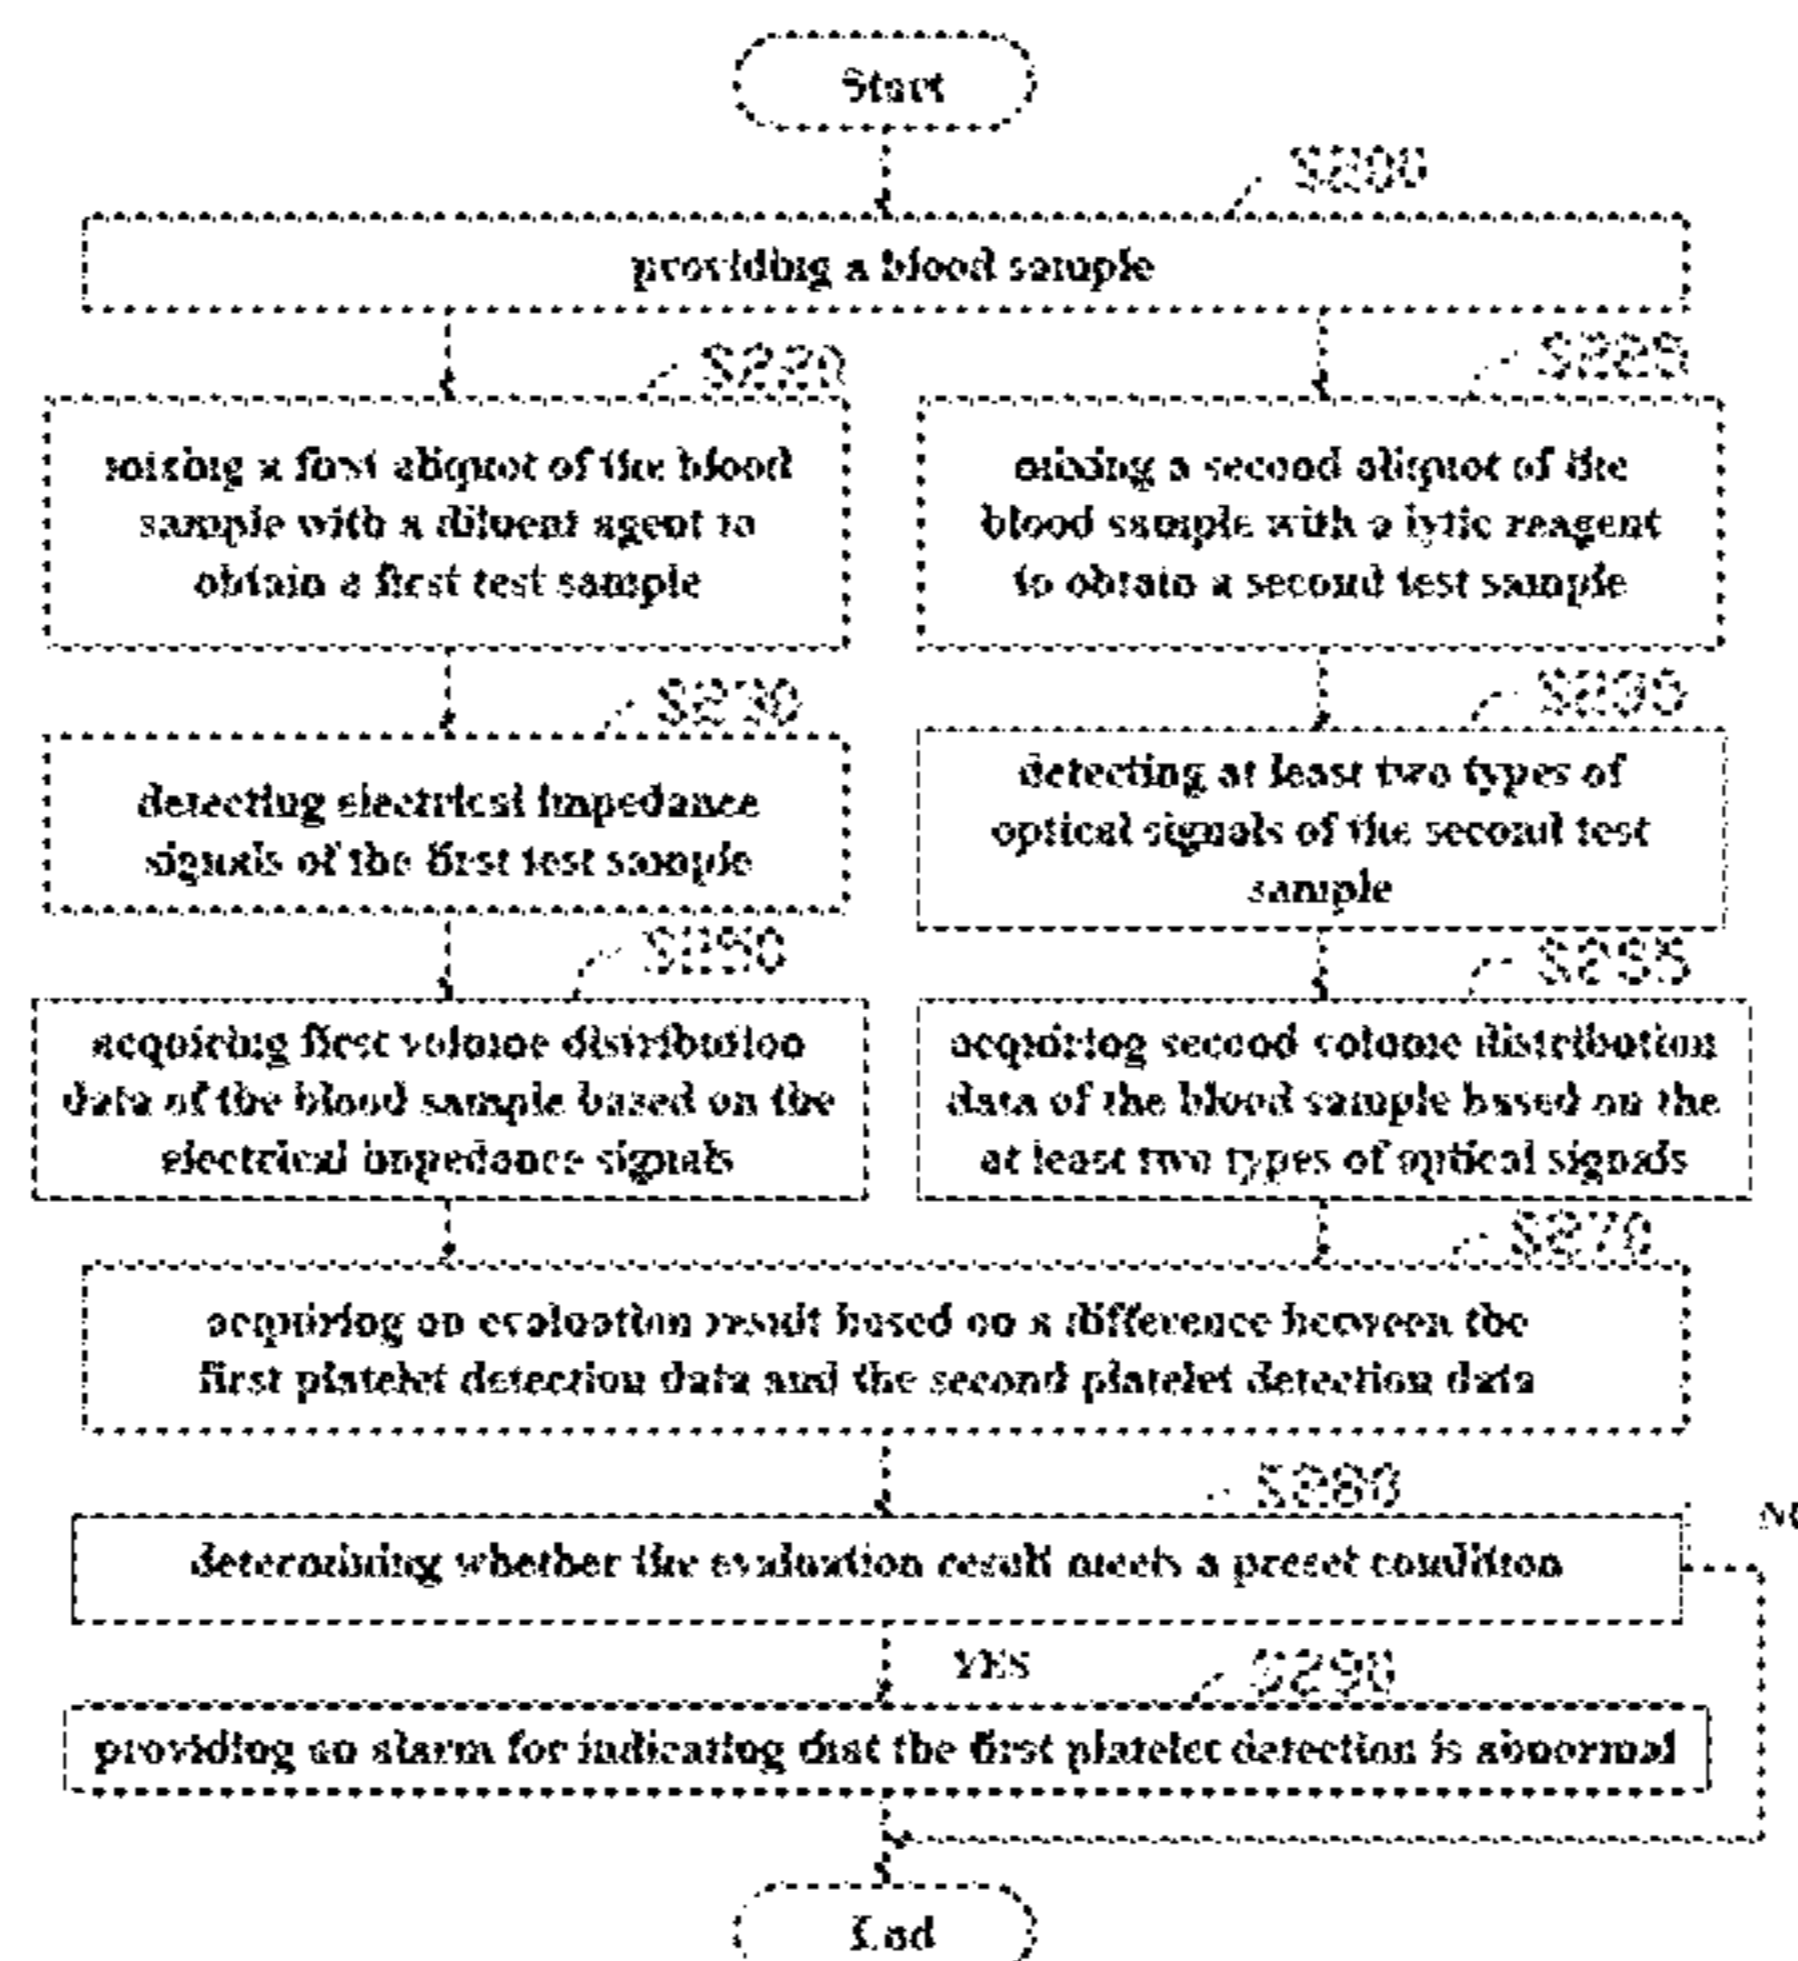 Start
S200
providing a blood sample
S220
S225
mixing a first aliquot of the blood
sample with a diluent agent to
obtain a first test sample
mixing a second aliquot of the
blood sample with a lytic reagent
to obtain a second test sample
S230
S235
detecting electrical impedance
signals of the first test sample
detecting at least two types of
optical signals of the second test
sample
S250
S255
acquiring first volume distribution
data of the blood sample based on the
electrical impedance signals
acquiring second volume distribution
data of the blood sample based on the
at least two types of optical signals
S270
acquiring an evaluation result based on a difference between the
first platelet detection data and the second platelet detection data
S280
determining whether the evaluation result meets a preset condition
YES
S290
providing an alarm for indicating that the first platelet detection is abnormal
End